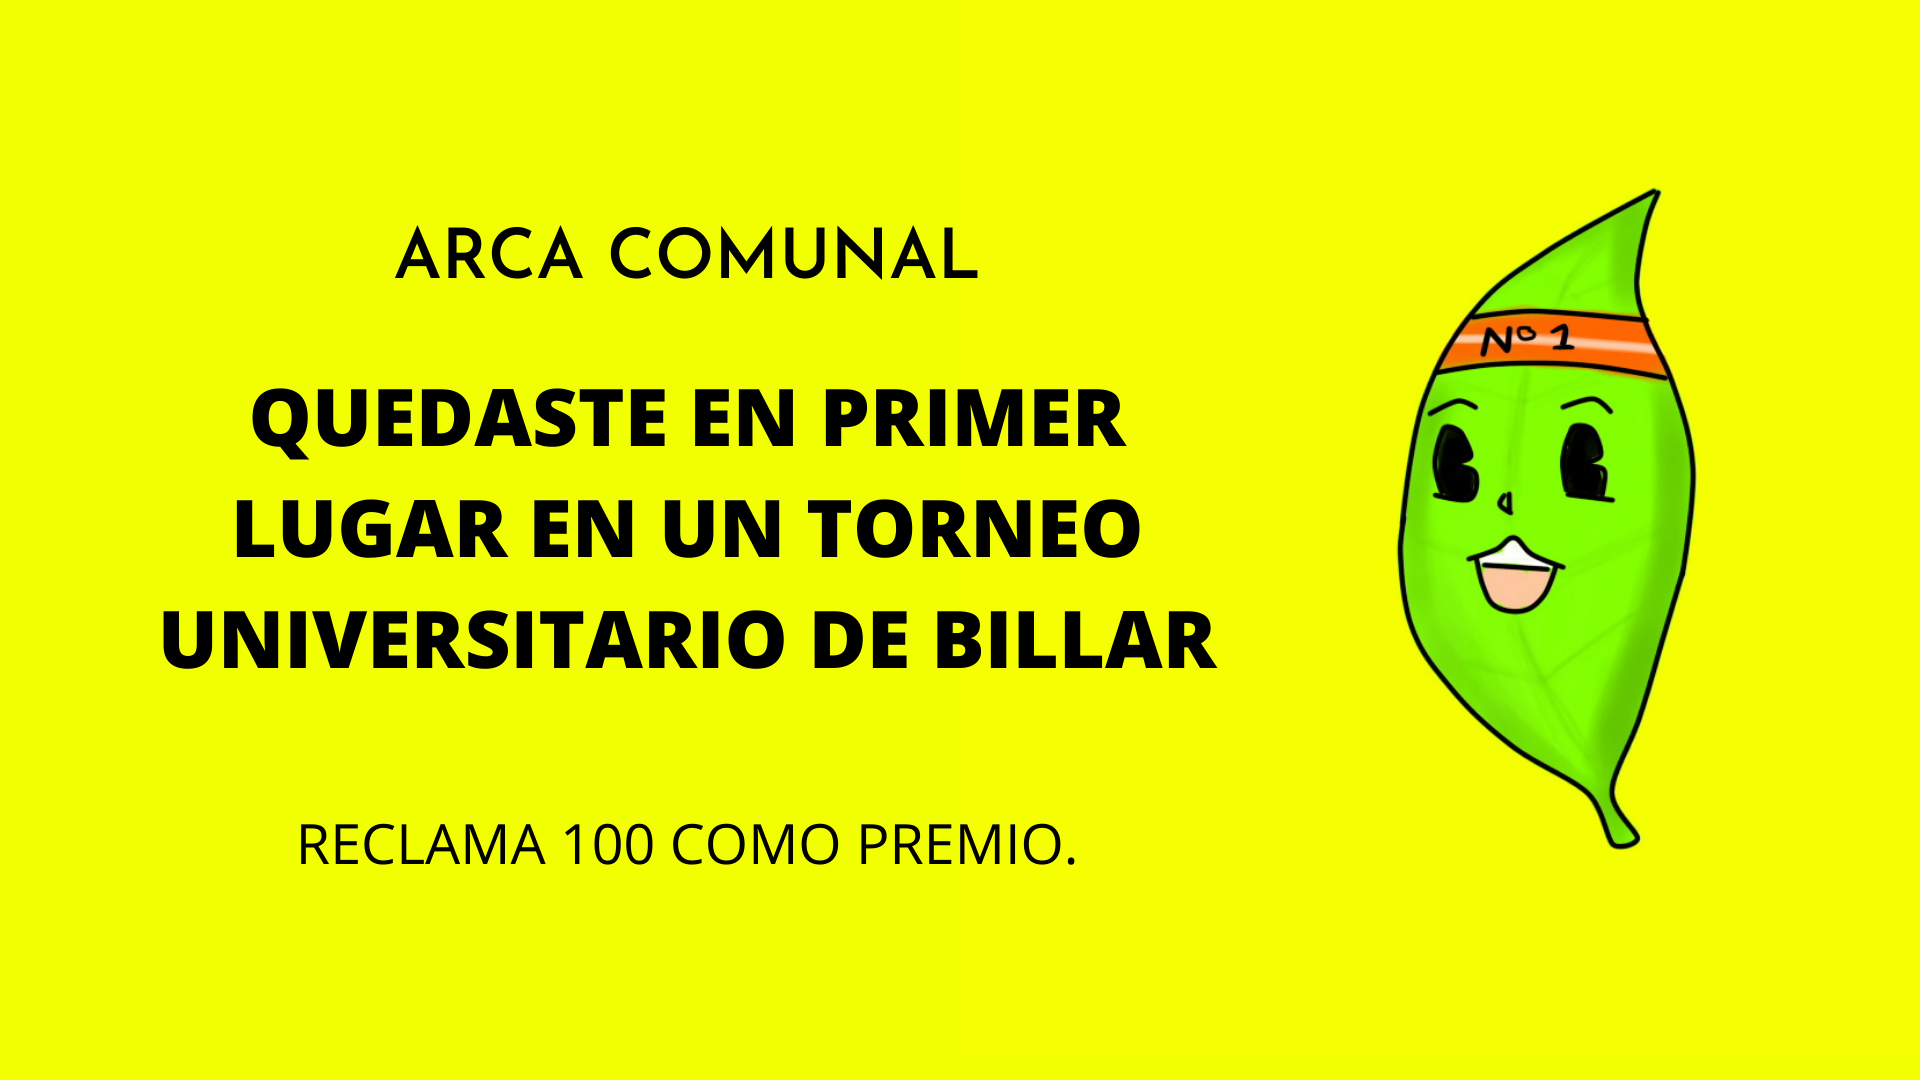 ARCA COMUNAL
QUEDASTE EN PRIMER
LUGAR EN UN TORNEO
UNIVERSITARIO DE BILLAR
RECLAMA 100 COMO PREMIO.
Nº 1